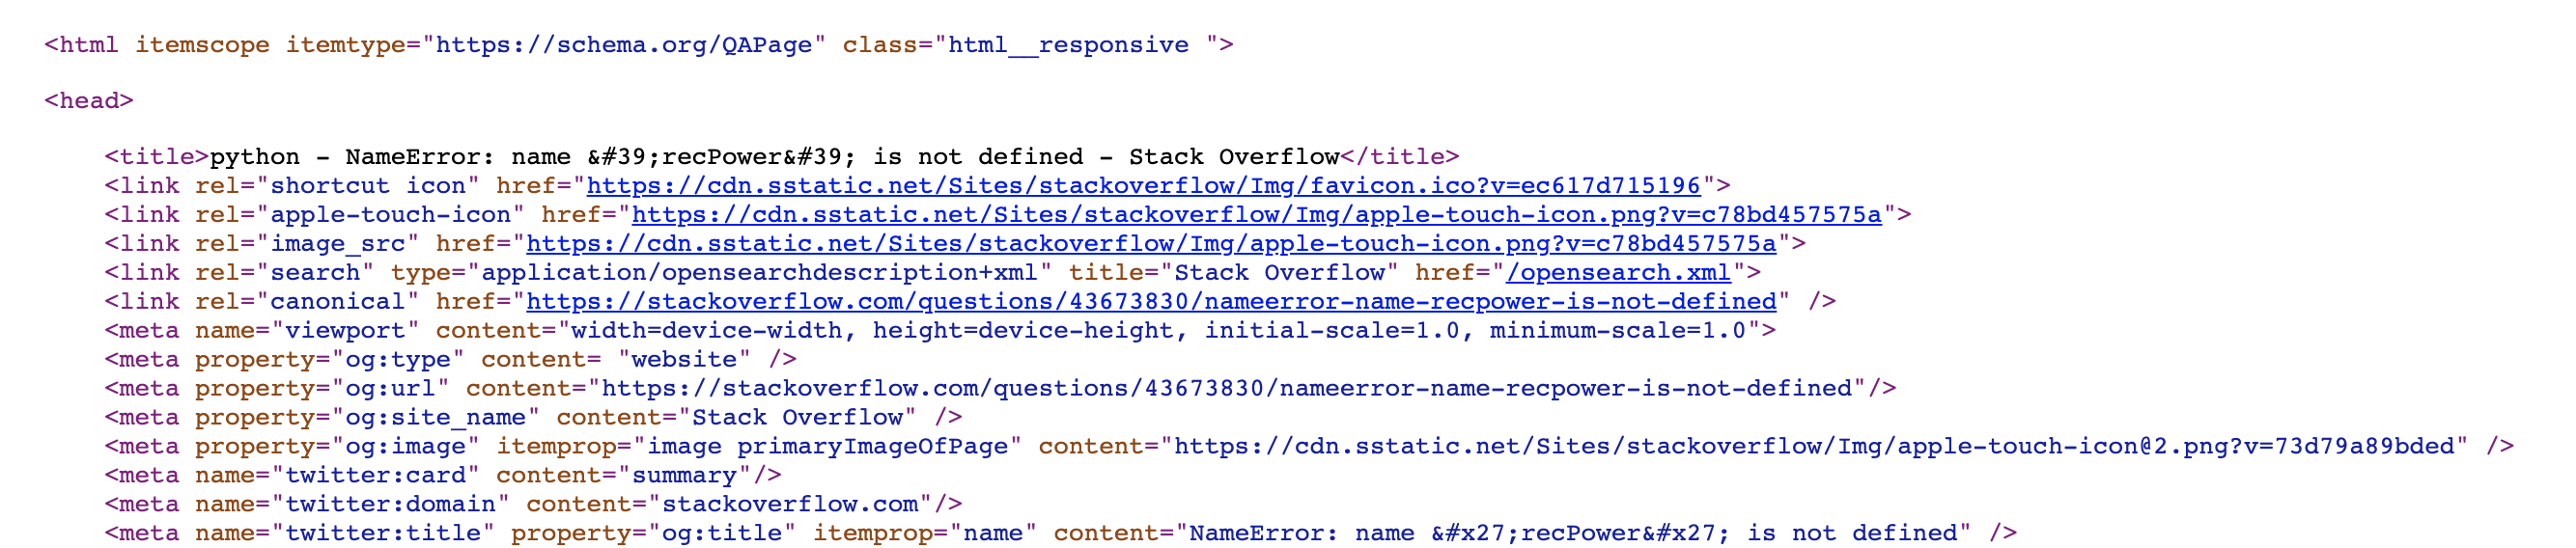 <html itemscope itemtype="https://schema.org/QAPage" class="html__responsive ">
<head>
<title>python - NameError: name &#39;recPower&#39; is not defined - Stack Overflow</title>
<link rel="shortcut icon" href="https://cdn.sstatic.net/Sites/stackoverflow/Img/favicon.ico?v=ec617d715196">
<link rel="apple-touch-icon" href="https://cdn.sstatic.net/Sites/stackoverflow/Img/apple-touch-icon.png?v=c78bd457575a">
<link rel="image_src" href="https://cdn.sstatic.net/Sites/stackoverflow/Img/apple-touch-icon.png?v=c78bd457575a">
<link rel="search" type="application/opensearchdescription+xml" title="Stack Overflow" href="/opensearch.xml">
<link rel="canonical" href="https://stackoverflow.com/questions/43673830/nameerror-name-recpower-is-not-defined" />
<meta name="viewport" content="width=device-width, height=device-height, initial-scale=1.0, minimum-scale=1.0">
<meta property="og:type" content= "website" />
<meta property="og:url" content="https://stackoverflow.com/questions/43673830/nameerror-name-recpower-is-not-defined"/>
<meta property="og:site_name" content="Stack Overflow" />
<meta property="og:image" itemprop="image primaryImageOfPage" content="https://cdn.sstatic.net/Sites/stackoverflow/Img/apple-touch-icon@2.png?v=73d79a89bded" />
<meta name="twitter:card" content="summary"/>
<meta name="twitter:domain" content="stackoverflow.com"/>
<meta name="twitter:title" property="og:title" itemprop="name" content="NameError: name &#x27;recPower&#x27; is not defined" />